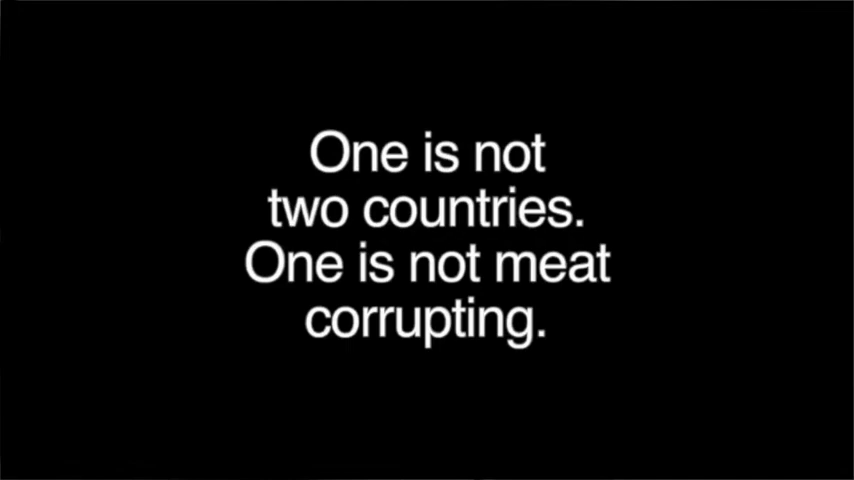 One is not
two countries.
One is not meat
corrupting.